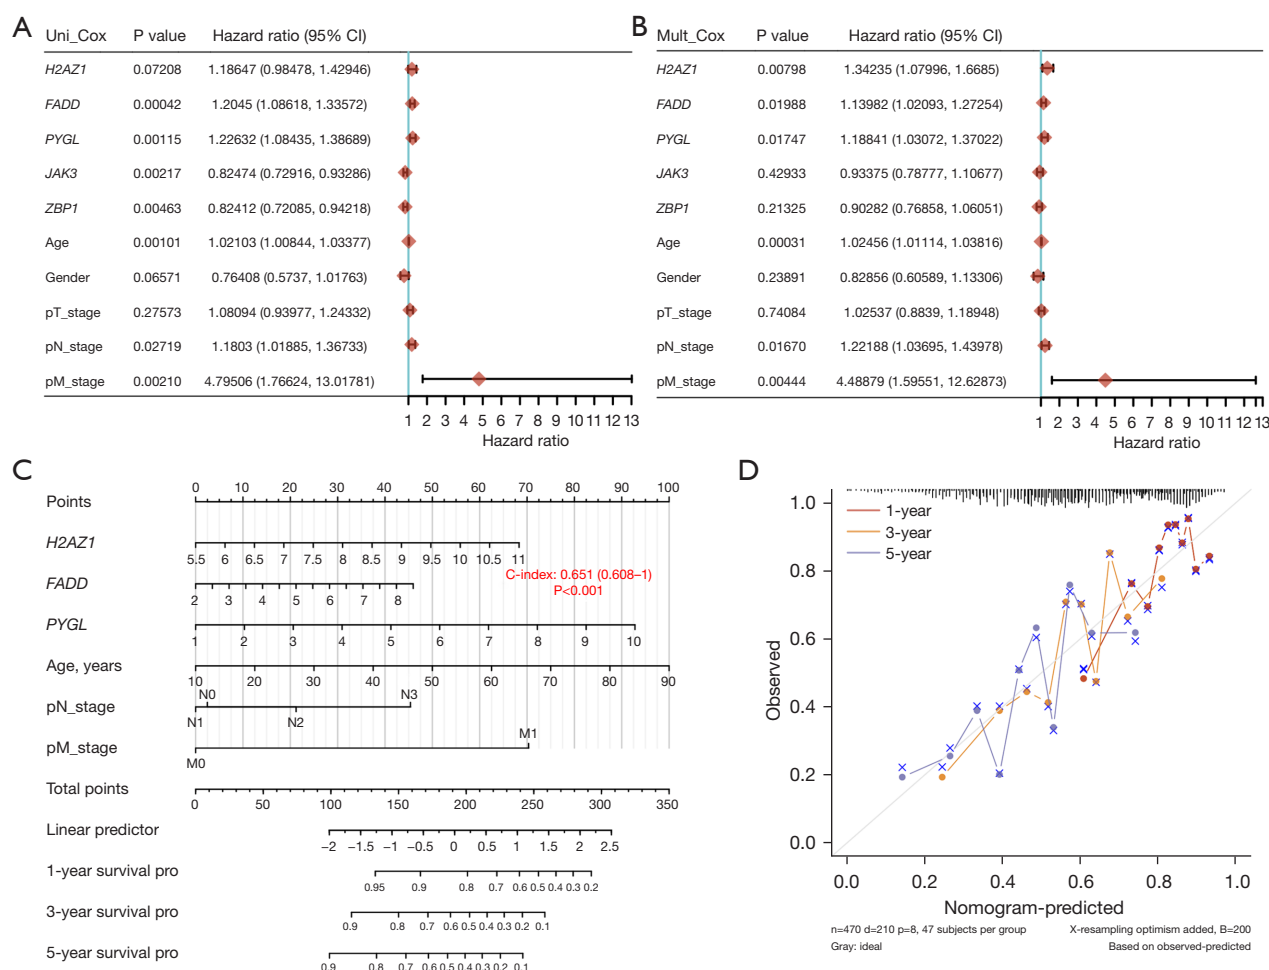 A
Uni_Cox P value Hazard ratio (95% CI)
H2AZ1 0.07208 1.18647 (0.98478, 1.42946)
FADD 0.00042 1.2045 (1.08618, 1.33572)
PYGL 0.00115 1.22632 (1.08435, 1.38689)
JAK3 0.00217 0.82474 (0.72916, 0.93286)
ZBP1 0.00463 0.82412 (0.72085, 0.94218)
Age 0.00101 1.02103 (1.00844, 1.03377)
Gender 0.06571 0.76408 (0.5737, 1.01763)
pT_stage 0.27573 1.08094 (0.93977, 1.24332)
pN_stage 0.02719 1.1803 (1.01885, 1.36733)
pM_stage 0.00210 4.79506 (1.76624, 13.01781)
1 2 3 4 5 6 7 8 9 10 11 12 13
Hazard ratio
B
Mult_Cox P value Hazard ratio (95% CI)
H2AZ1 0.00798 1.34235 (1.07996, 1.6685)
FADD 0.01988 1.13982 (1.02093, 1.27254)
PYGL 0.01747 1.18841 (1.03072, 1.37022)
JAK3 0.42933 0.93375 (0.78777, 1.10677)
ZBP1 0.21325 0.90282 (0.76858, 1.06051)
Age 0.00031 1.02456 (1.01114, 1.03816)
Gender 0.23891 0.82856 (0.60589, 1.13306)
pT_stage 0.74084 1.02537 (0.8839, 1.18948)
pN_stage 0.01670 1.22188 (1.03695, 1.43978)
pM_stage 0.00444 4.48879 (1.59551, 12.62873)
1 2 3 4 5 6 7 8 9 10 11 12 13
Hazard ratio
C
0 10 20 30 40 50 60 70 80 90 100
Points
H2AZ1
5.5 6 6.5 7 7.5 8 8.5 9 9.5 10 10.5 11
C-index: 0.651 (0.608–1)
P<0.001
FADD
2 3 4 5 6 7 8
PYGL
1 2 3 4 5 6 7 8 9 10
Age, years
10 20 30 40 50 60 70 80 90
N0 N3
pN_stage
N1 N2
M1
pM_stage
M0
Total points
0 50 100 150 200 250 300 350
Linear predictor
−2 −1.5 −1 −0.5 0 0.5 1 1.5 2 2.5
1-year survival pro
0.95 0.9 0.8 0.7 0.6 0.5 0.4 0.3 0.2
3-year survival pro
0.9 0.8 0.7 0.6 0.5 0.4 0.3 0.2 0.1
5-year survival pro
0.9 0.8 0.7 0.6 0.5 0.4 0.3 0.2 0.1
D
1-year
3-year
5-year
1.0
0.8
0.6
0.4
0.2
0.0
Observed
0.0 0.2 0.4 0.6 0.8 1.0
Nomogram-predicted
n=470 d=210 p=8, 47 subjects per group
Gray: ideal
X-resampling optimism added, B=200
Based on observed-predicted